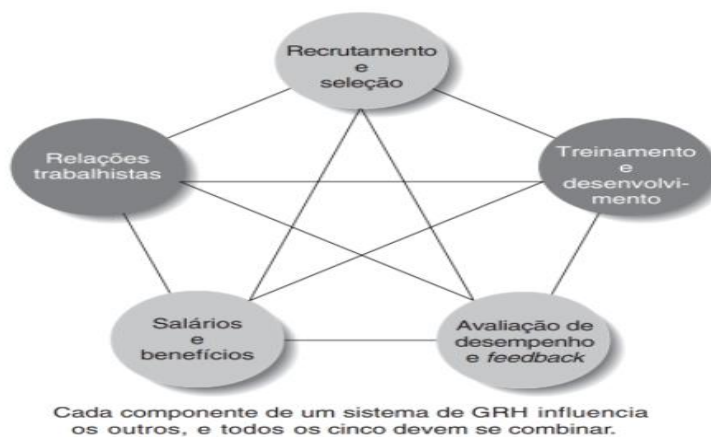 Recrutamento
e
seleção
Relações
trabalhistas
Treinamento
e
desenvolvi-
mento
Salários
e
benefícios
Avaliação de
desempenho
e feedback
Cada componente de um sistema de GRH influencia
os outros, e todos os cinco devem se combinar.